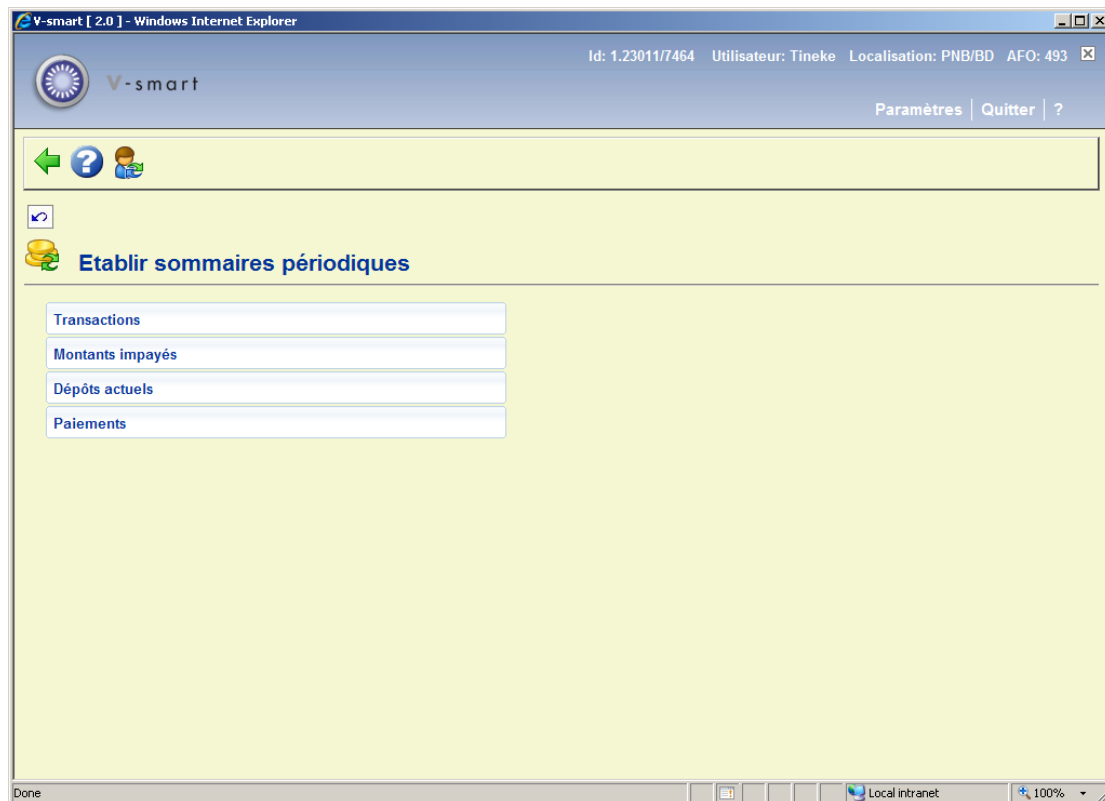 V-smart [ 2.0 ] - Windows Internet Explorer
Id: 1.23011/7464 Utilisateur: Tineke Localisation: PNB/BD AFO: 493
V-smart
Paramètres | Quitter | ?
Etablir sommaires périodiques
Transactions
Montants impayés
Dépôts actuels
Paiements
Done Local intranet 100%